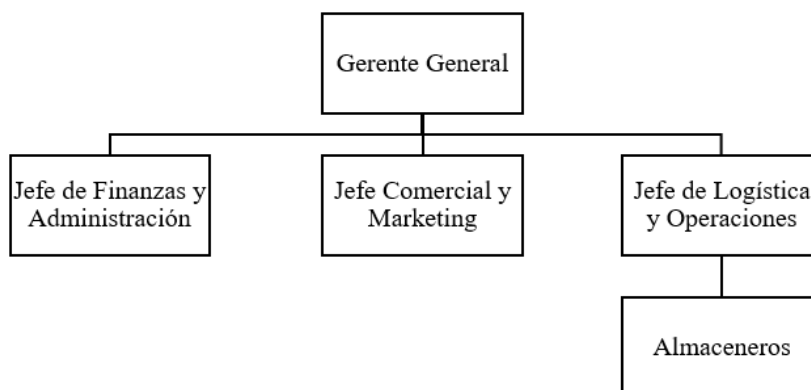 Gerente General
Jefe de Finanzas y
Administración
Jefe Comercial y
Marketing
Jefe de Logística
y Operaciones
Almaceneros